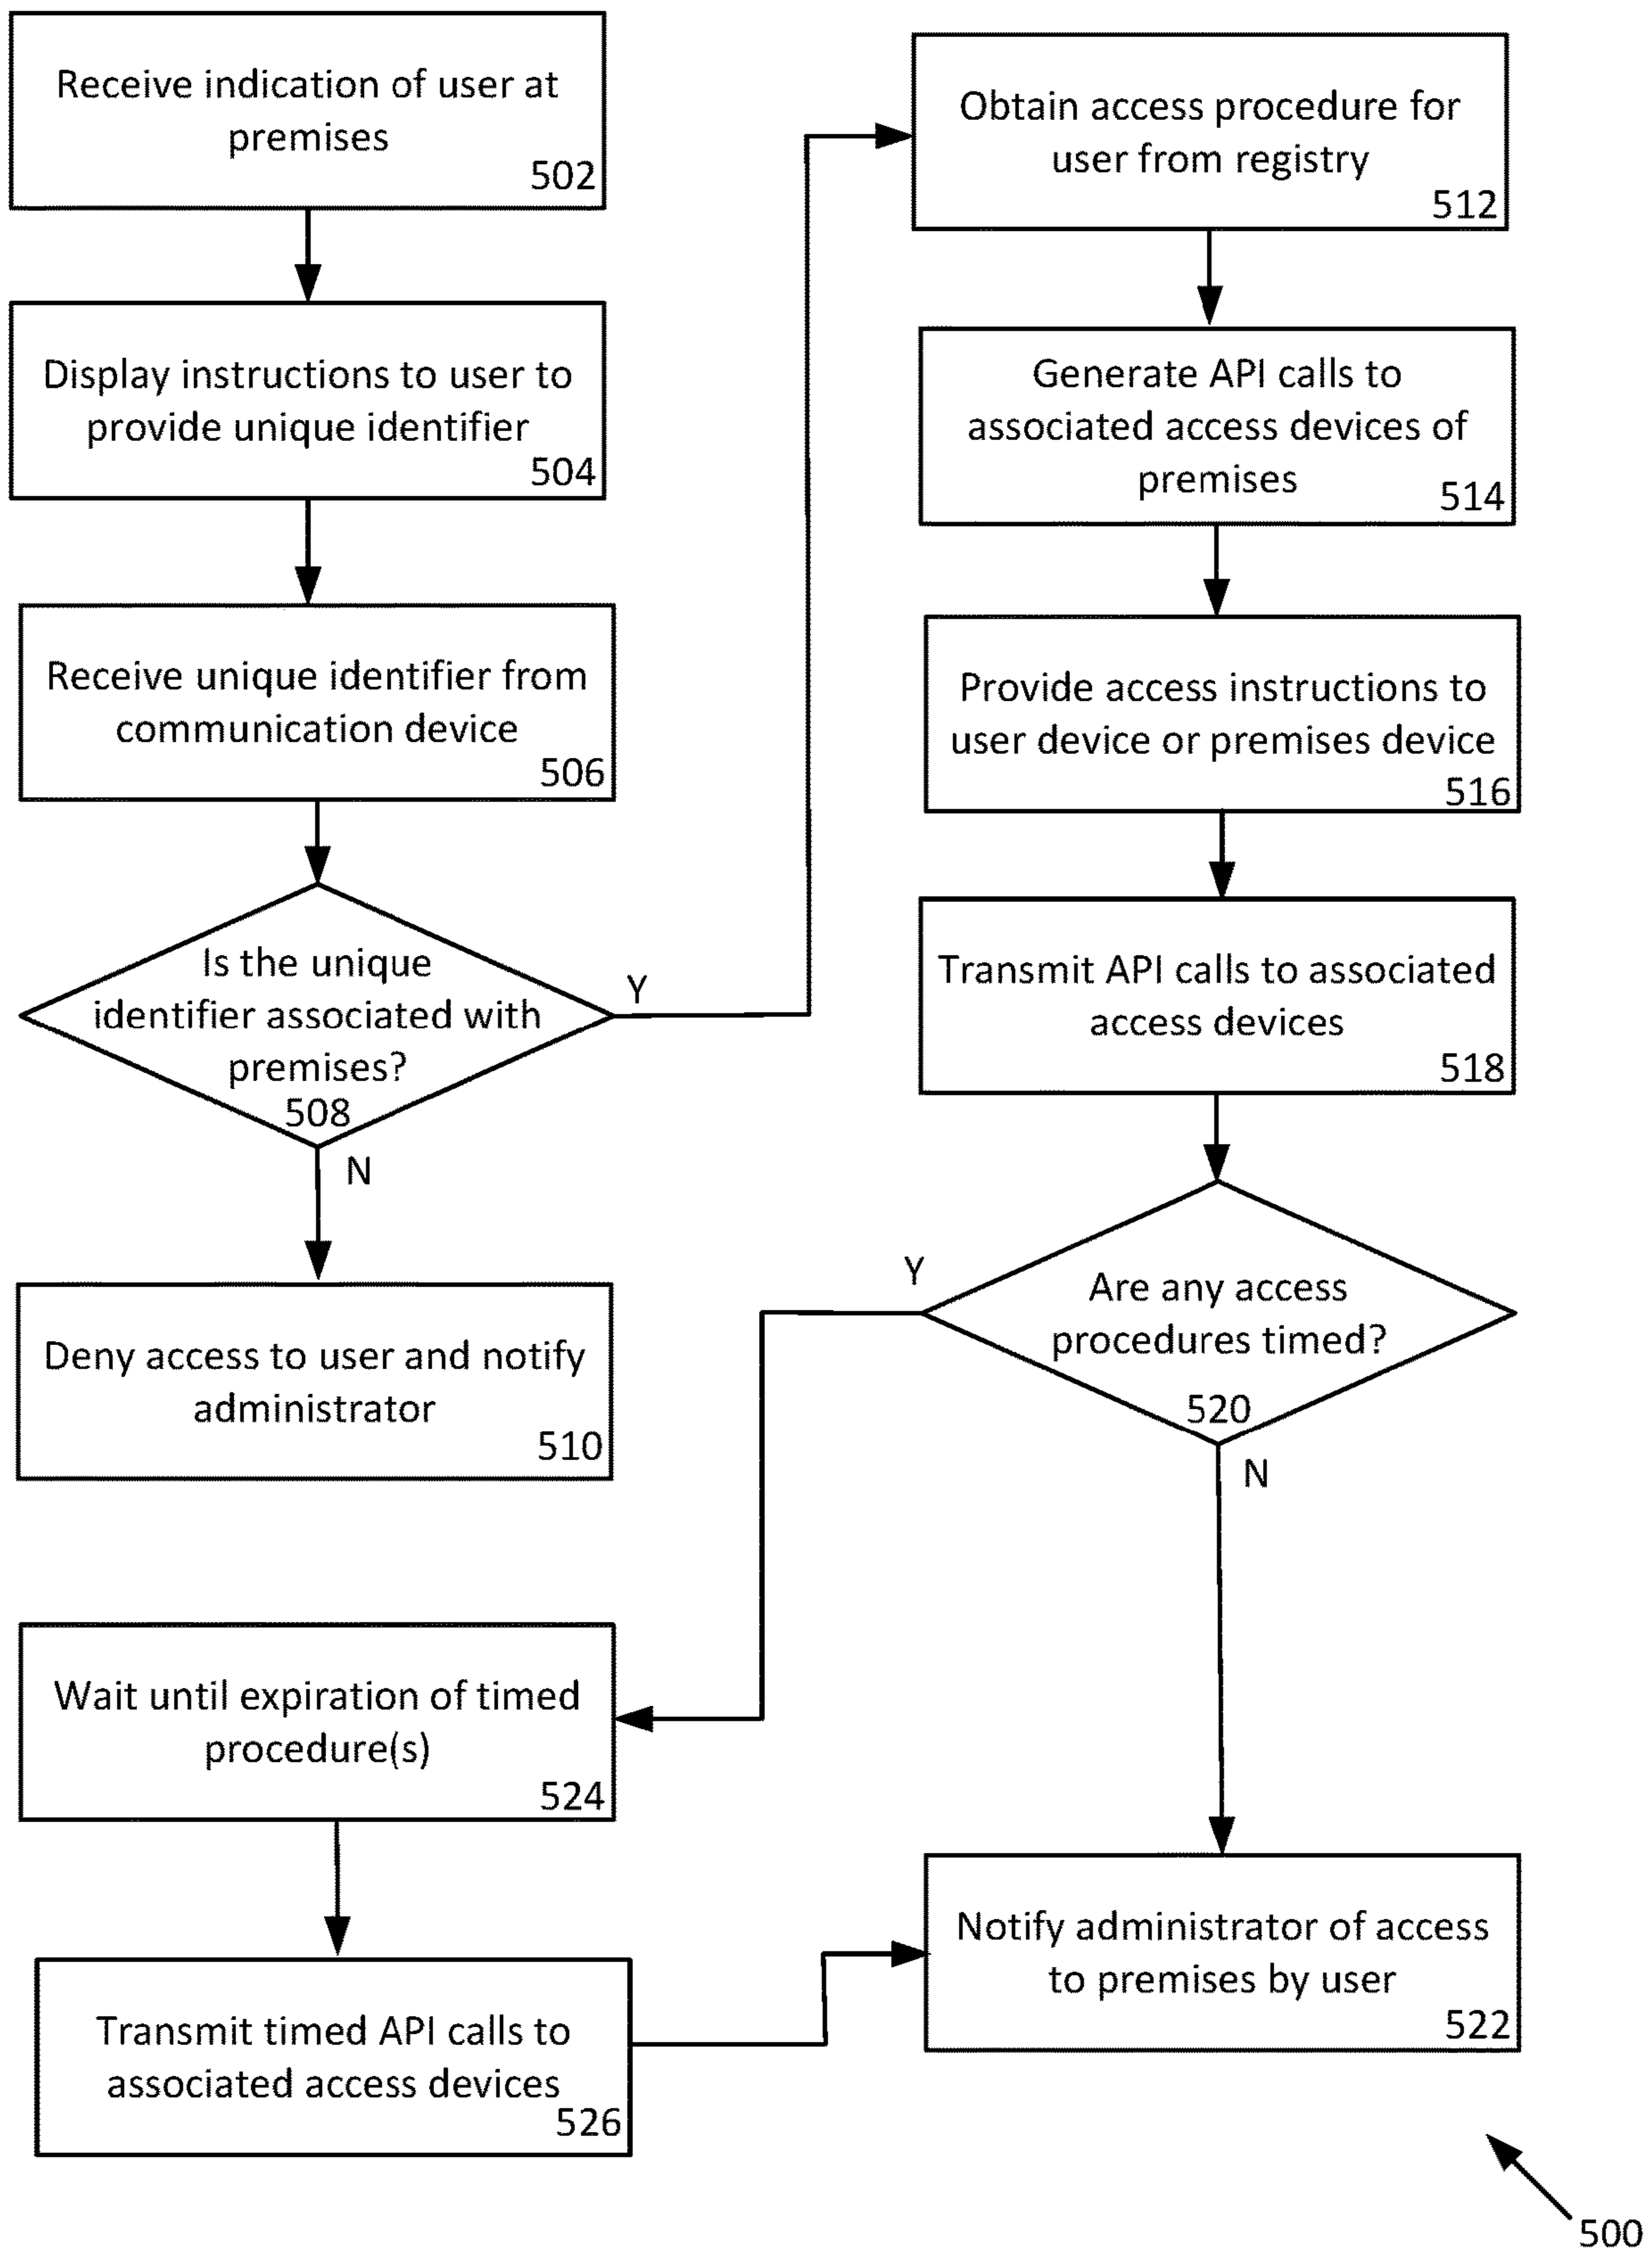 Receive indication of user at
premises
502
Display instructions to user to
provide unique identifier
504
Receive unique identifier from
communication device
506
Is the unique
identifier associated with
premises?
508
Y
N
Deny access to user and notify
administrator
510
Obtain access procedure for
user from registry
512
Generate API calls to
associated access devices of
premises
514
Provide access instructions to
user device or premises device
516
Transmit API calls to associated
access devices
518
Are any access
procedures timed?
520
Y
N
Wait until expiration of timed
procedure(s)
524
Transmit timed API calls to
associated access devices
526
Notify administrator of access
to premises by user
522
500